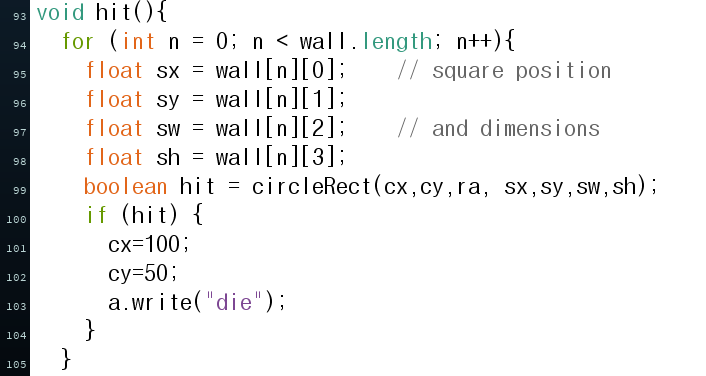 93 void hit(){
94 for (int n = 0; n < wall.length; n++){
95 float sx = wall[n][0]; // square position
96 float sy = wall[n][1];
97 float sw = wall[n][2]; // and dimensions
98 float sh = wall[n][3];
99 boolean hit = circleRect(cx,cy,ra, sx,sy,sw,sh);
100 if (hit) {
101 cx=100;
102 cy=50;
103 a.write("die");
104 }
105 }